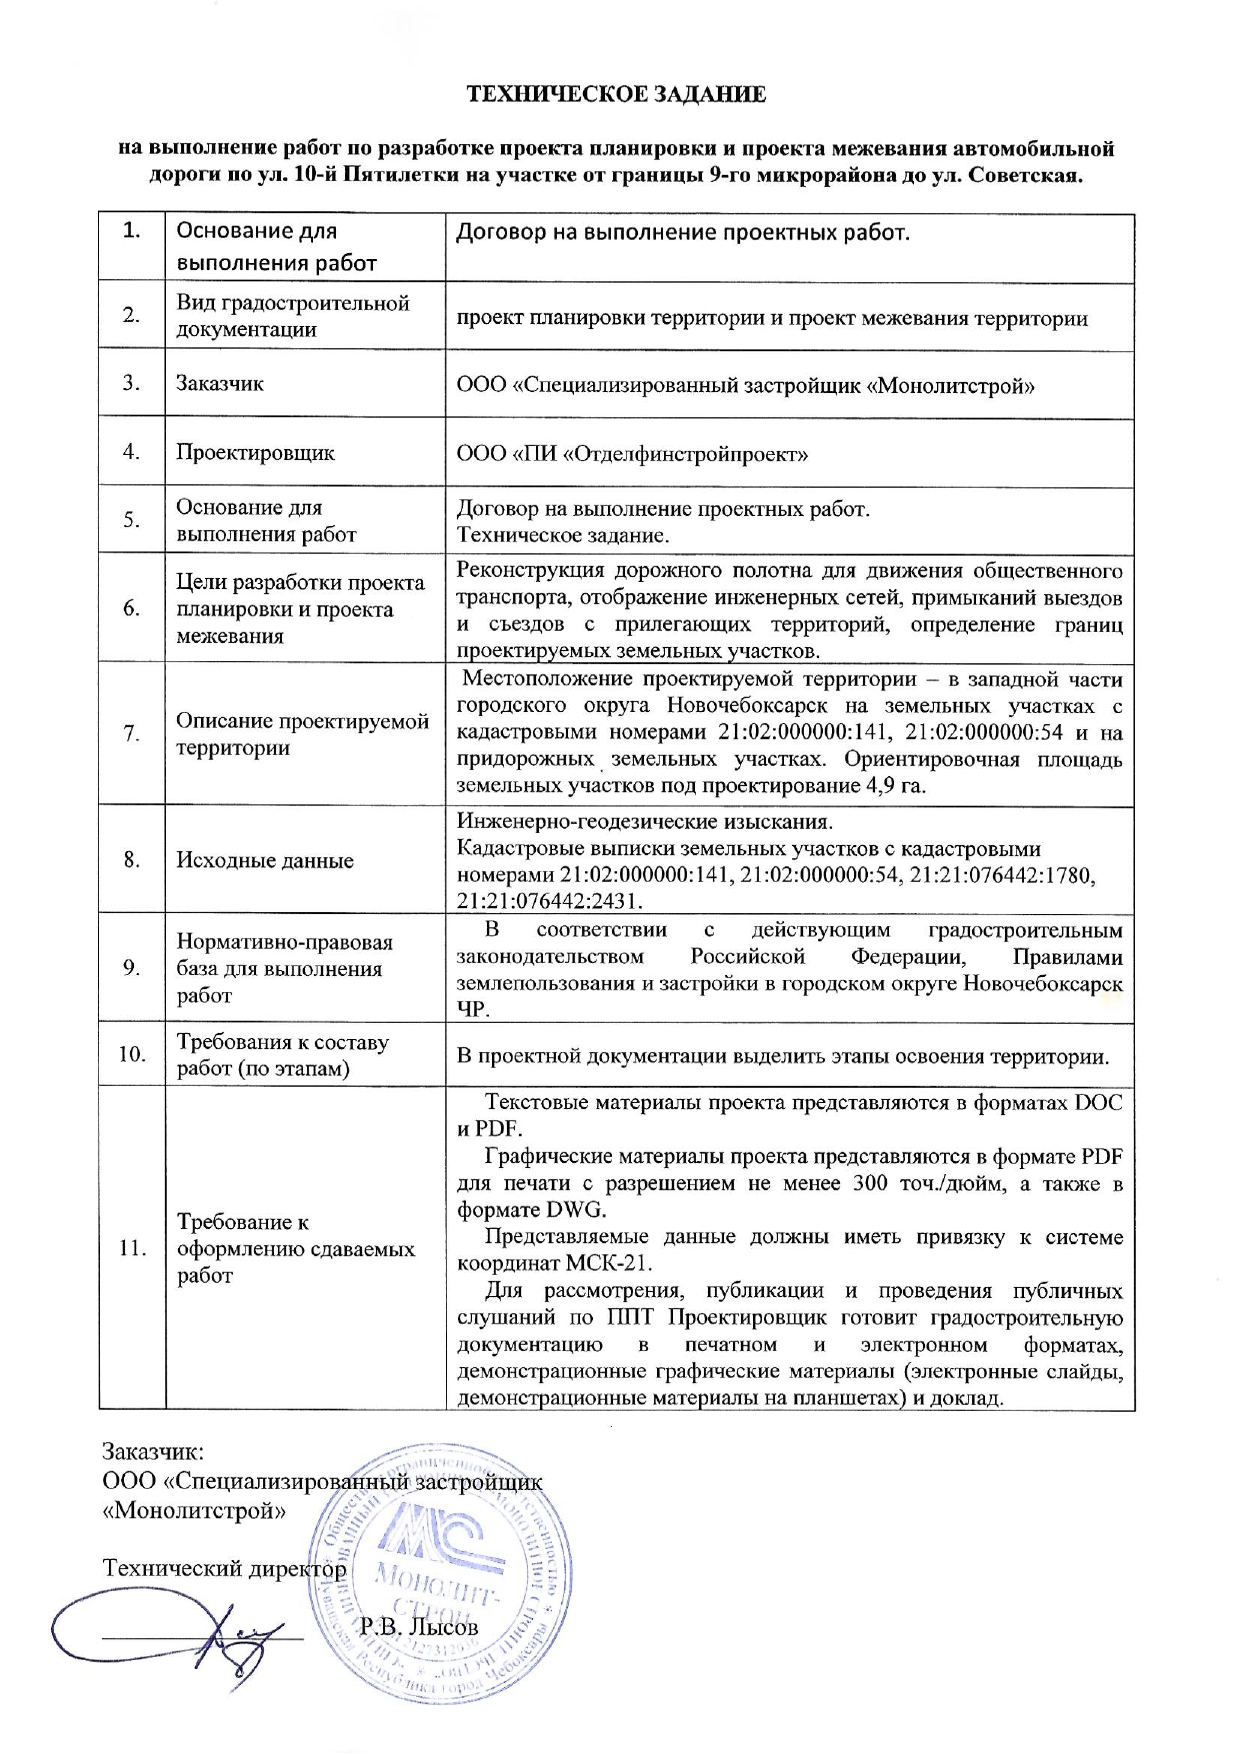 ТЕХНИЧЕСКОЕ ЗАДАНИЕ
на выполнение работ по разработке проекта планировки и проекта межевания автомобильной
дороги по ул. 10-й Пятилетки на участке от границы 9-го микрорайона до ул. Советская.
1.
Основание для
выполнения работ
Договор на выполнение проектных работ.
2.
Вид градостроительной
документации
проект планировки территории и проект межевания территории
3.
Заказчик
ООО «Специализированный застройщик «Монолитстрой»
4.
Проектировщик
ООО «ПИ «Отделфинстройпроект»
5.
Основание для
выполнения работ
Договор на выполнение проектных работ.
Техническое задание.
6.
Цели разработки проекта
планировки и проекта
межевания
Реконструкция дорожного полотна для движения общественного
транспорта, отображение инженерных сетей, примыканий выездов
и съездов с прилегающих территорий, определение границ
проектируемых земельных участков.
7.
Описание проектируемой
территории
Местоположение проектируемой территории – в западной части
городского округа Новочебоксарск на земельных участках с
кадастровыми номерами 21:02:000000:141, 21:02:000000:54 и на
придорожных земельных участках. Ориентировочная площадь
земельных участков под проектирование 4,9 га.
8.
Исходные данные
Инженерно-геодезические изыскания.
Кадастровые выписки земельных участков с кадастровыми
номерами 21:02:000000:141, 21:02:000000:54, 21:21:076442:1780,
21:21:076442:2431.
9.
Нормативно-правовая
база для выполнения
работ
В соответствии с действующим градостроительным
законодательством Российской Федерации, Правилами
землепользования и застройки в городском округе Новочебоксарск
ЧР.
10.
Требования к составу
работ (по этапам)
В проектной документации выделить этапы освоения территории.
11.
Требование к
оформлению сдаваемых
работ
Текстовые материалы проекта представляются в форматах DOC
и PDF.
Графические материалы проекта представляются в формате PDF
для печати с разрешением не менее 300 точ./дюйм, а также в
формате DWG.
Представляемые данные должны иметь привязку к системе
координат МСК-21.
Для рассмотрения, публикации и проведения публичных
слушаний по ППТ Проектировщик готовит градостроительную
документацию в печатном и электронном форматах,
демонстрационные графические материалы (электронные слайды,
демонстрационные материалы на планшетах) и доклад.
Заказчик:
ООО «Специализированный застройщик
«Монолитстрой»
Технический директор
Р.В. Лысов
МОНОЛИТ-
СТРОЙ